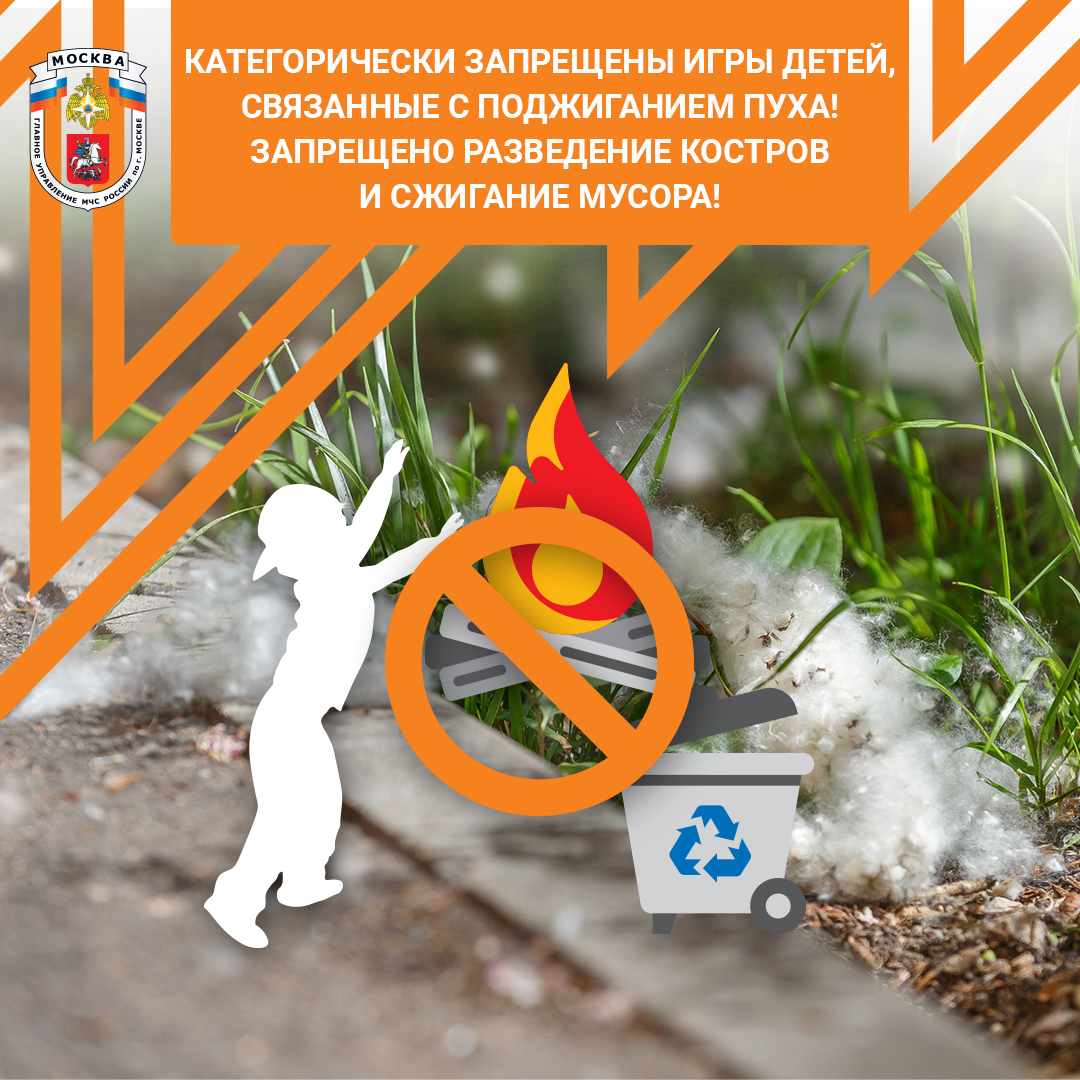 МОСКВА
ГЛАВНОЕ УПРАВЛЕНИЕ МЧС РОССИИ ПО Г. МОСКВЕ
КАТЕГОРИЧЕСКИ ЗАПРЕЩЕНЫ ИГРЫ ДЕТЕЙ,
СВЯЗАННЫЕ С ПОДЖИГАНИЕМ ПУХА!
ЗАПРЕЩЕНО РАЗВЕДЕНИЕ КОСТРОВ
И СЖИГАНИЕ МУСОРА!